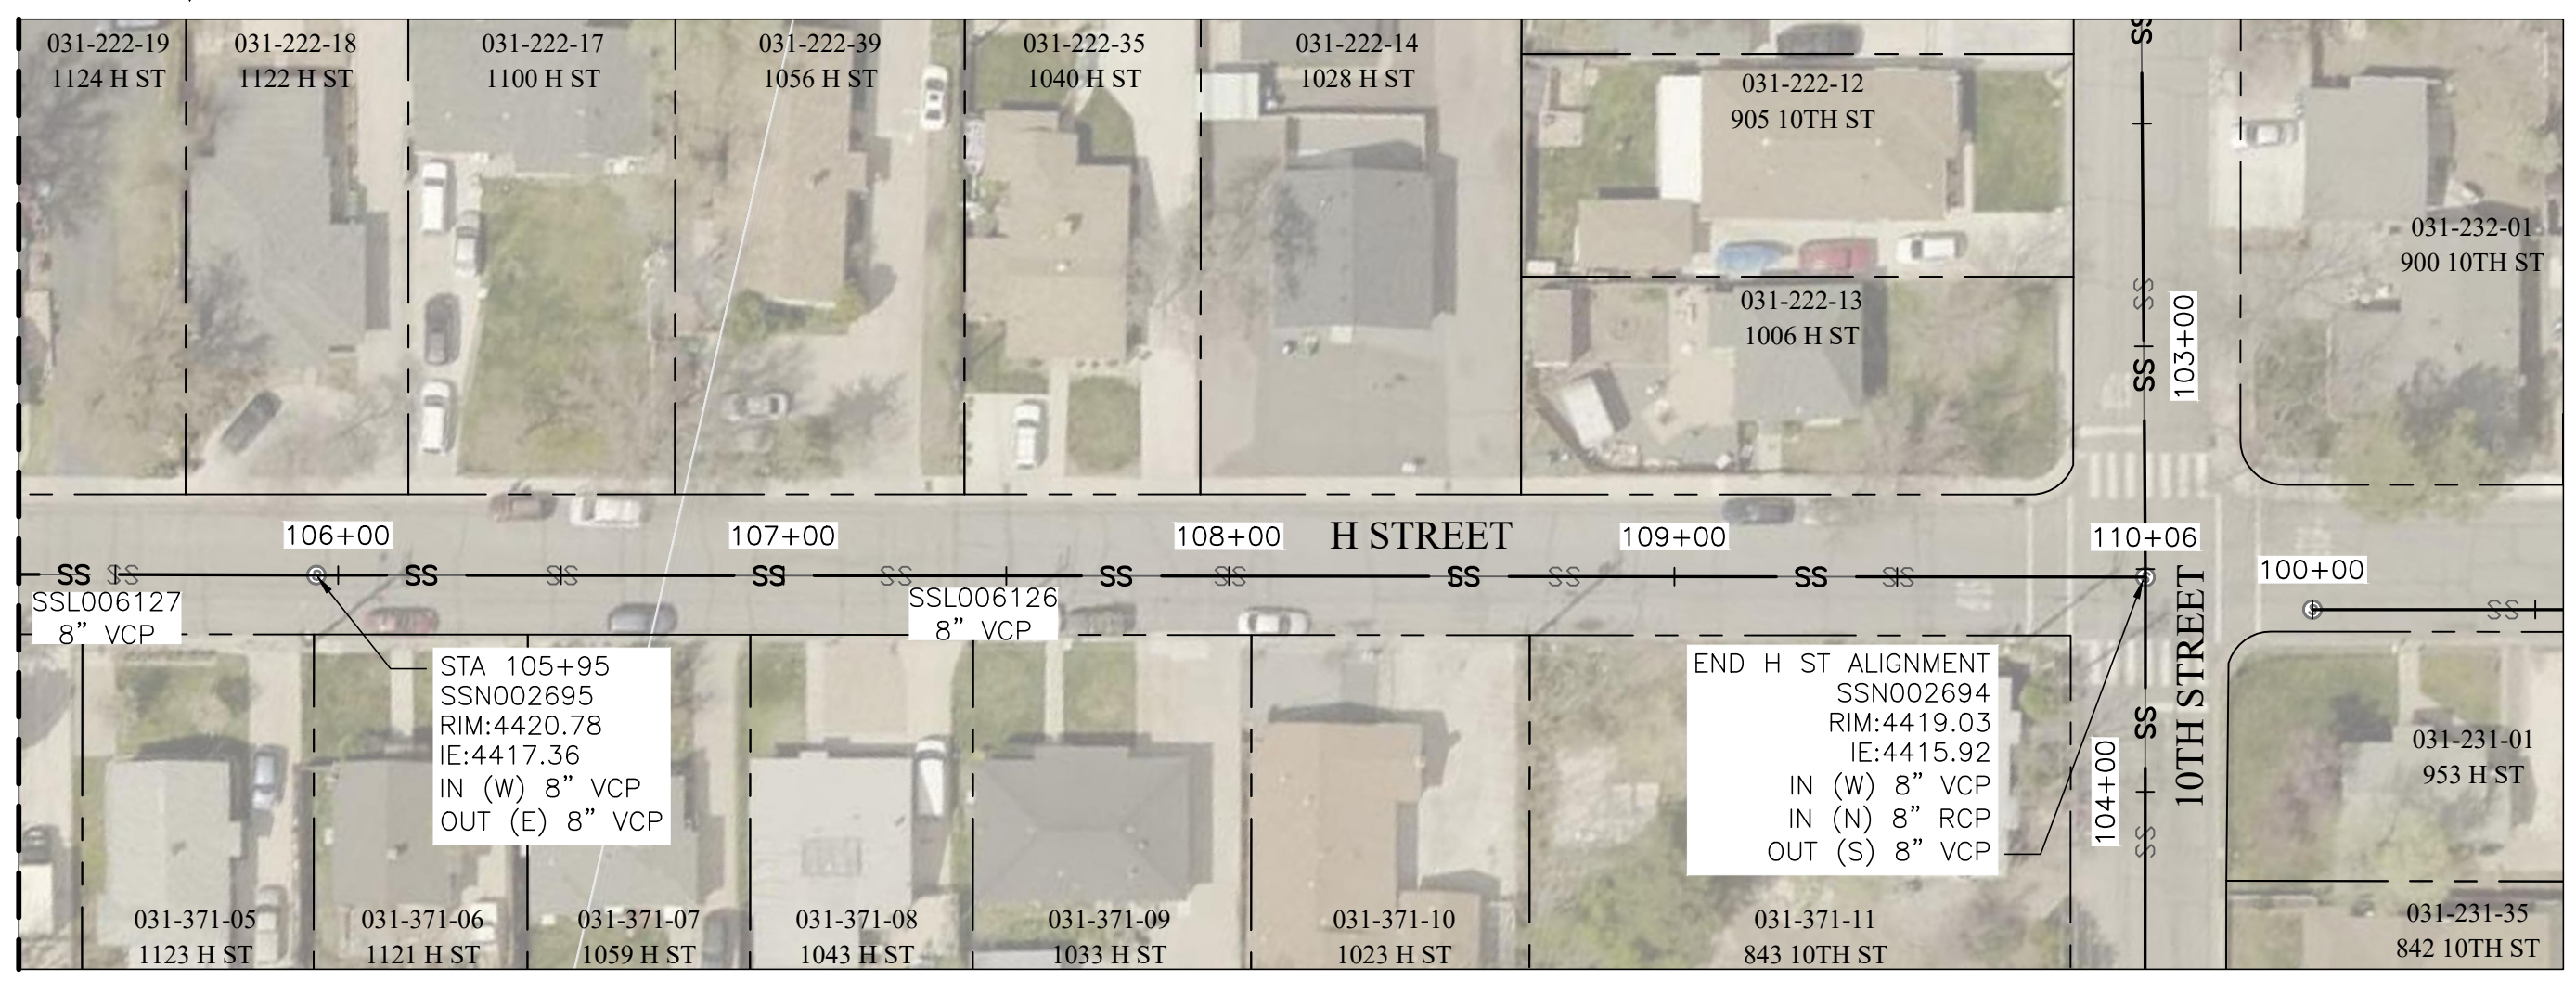 031-222-19
1124 H ST
031-222-18
1122 H ST
031-222-17
1100 H ST
031-222-39
1056 H ST
031-222-35
1040 H ST
031-222-14
1028 H ST
031-222-12
905 10TH ST
031-222-13
1006 H ST
SS
SS
SS
103+00
031-232-01
900 10TH ST
106+00
107+00
108+00
H STREET
109+00
110+06
100+00
SS
SS
SS
SS
SS
SS
SS
SS
SS
SS
SS
SS
SS
SSL006127
8” VCP
SSL006126
8” VCP
STA 105+95
SSN002695
RIM:4420.78
IE:4417.36
IN (W) 8” VCP
OUT (E) 8” VCP
END H ST ALIGNMENT
SSN002694
RIM:4419.03
IE:4415.92
IN (W) 8” VCP
IN (N) 8” RCP
OUT (S) 8” VCP
10TH STREET
SS
104+00
SS
031-231-01
953 H ST
031-371-05
1123 H ST
031-371-06
1121 H ST
031-371-07
1059 H ST
031-371-08
1043 H ST
031-371-09
1033 H ST
031-371-10
1023 H ST
031-371-11
843 10TH ST
031-231-35
842 10TH ST